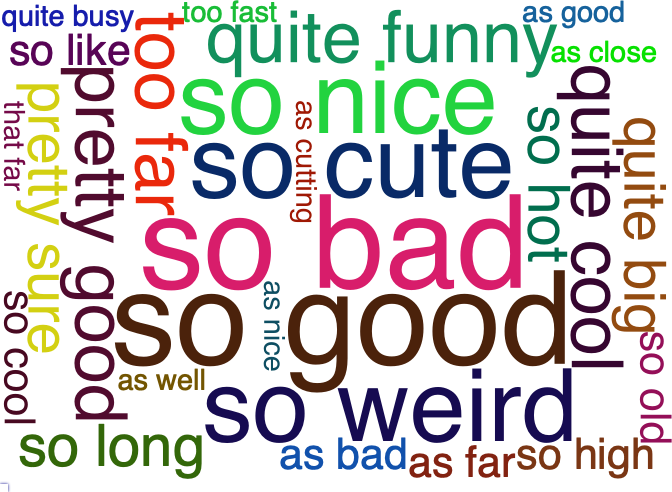 quite busy
too fast
as good
so like
quite funny
as close
too far
so nice
pretty good
pretty sure
that far
as cutting
so cute
so hot
quite cool
quite big
so bad
so good
as nice
so cool
as well
so weird
so old
so long
as bad
as far
so high